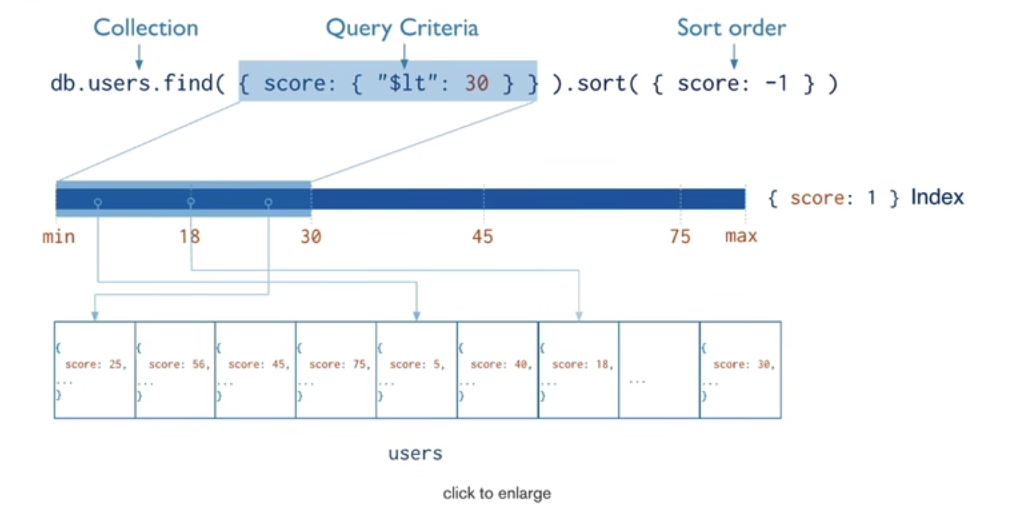 Collection Query Criteria Sort order
db.users.find( { score: { "$lt": 30 } } ).sort( { score: -1 } )
{ score: 1 } Index
min 18 30 45 75 max
{ { { { { { { {
score: 25, score: 56, score: 45, score: 75, score: 5, score: 40, score: 18, score: 30,
... ... ... ... ... ... ... ... ...
} } } } } } } }
users
click to enlarge